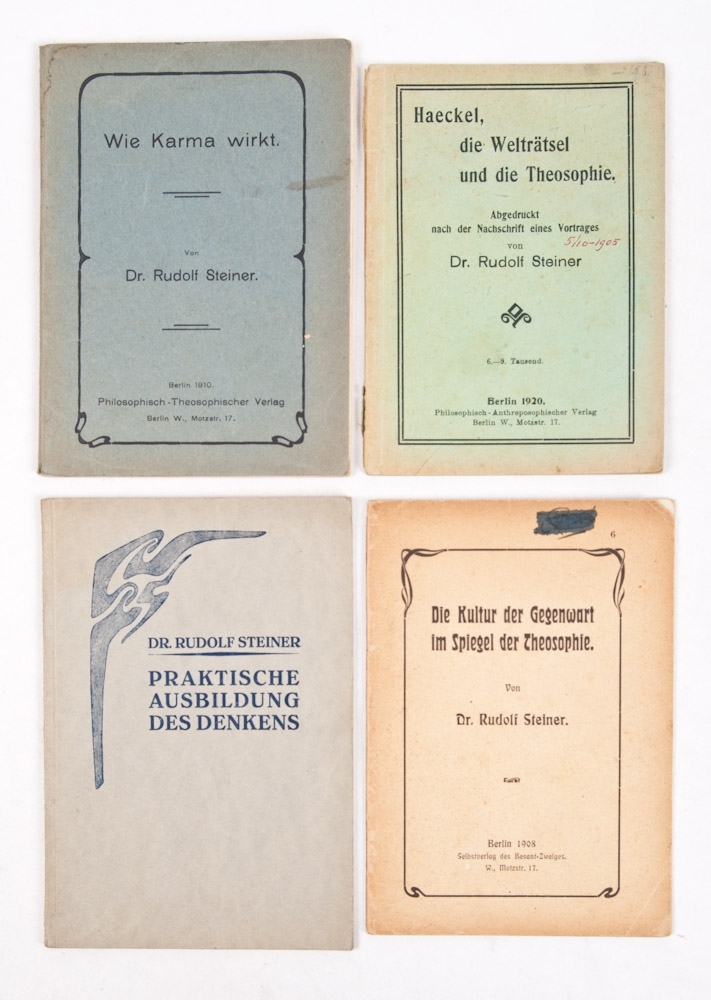 Wie Karma wirkt.
Von
Dr. Rudolf Steiner.
Berlin 1910.
Philosophisch-Theosophischer Verlag
Berlin W., Motzstr. 17.
Haeckel,
die Welträtsel
und die Theosophie.
Abgedruckt
nach der Nachschrift eines Vortrages
5/10-1905
von
Dr. Rudolf Steiner
6.—9. Tausend.
Berlin 1920.
Philosophisch-Anthroposophischer Verlag
Berlin W., Motzstr. 17.
DR. RUDOLF STEINER
PRAKTISCHE
AUSBILDUNG
DES DENKENS
6
Die Kultur der Gegenwart
im Spiegel der Theosophie.
Von
Dr. Rudolf Steiner.
Berlin 1908
Selbstverlag des Besant-Zweiges.
W., Motzstr. 17.